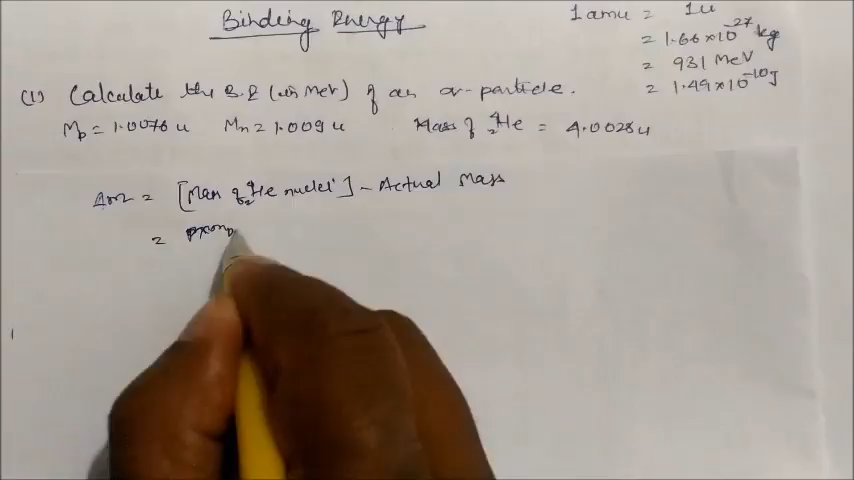 Binding Energy
1 amu = 1u
= 1.66×10⁻²⁷ kg
= 931 MeV
= 1.49×10⁻¹⁰J
(1) Calculate the B.E (in MeV) of an α-particle.
Mp = 1.0076 u Mn = 1.009 u Mass of ⁴₂He = 4.0028 u
Δm = [Mass of ⁴₂He nuclei] - Actual Mass
=